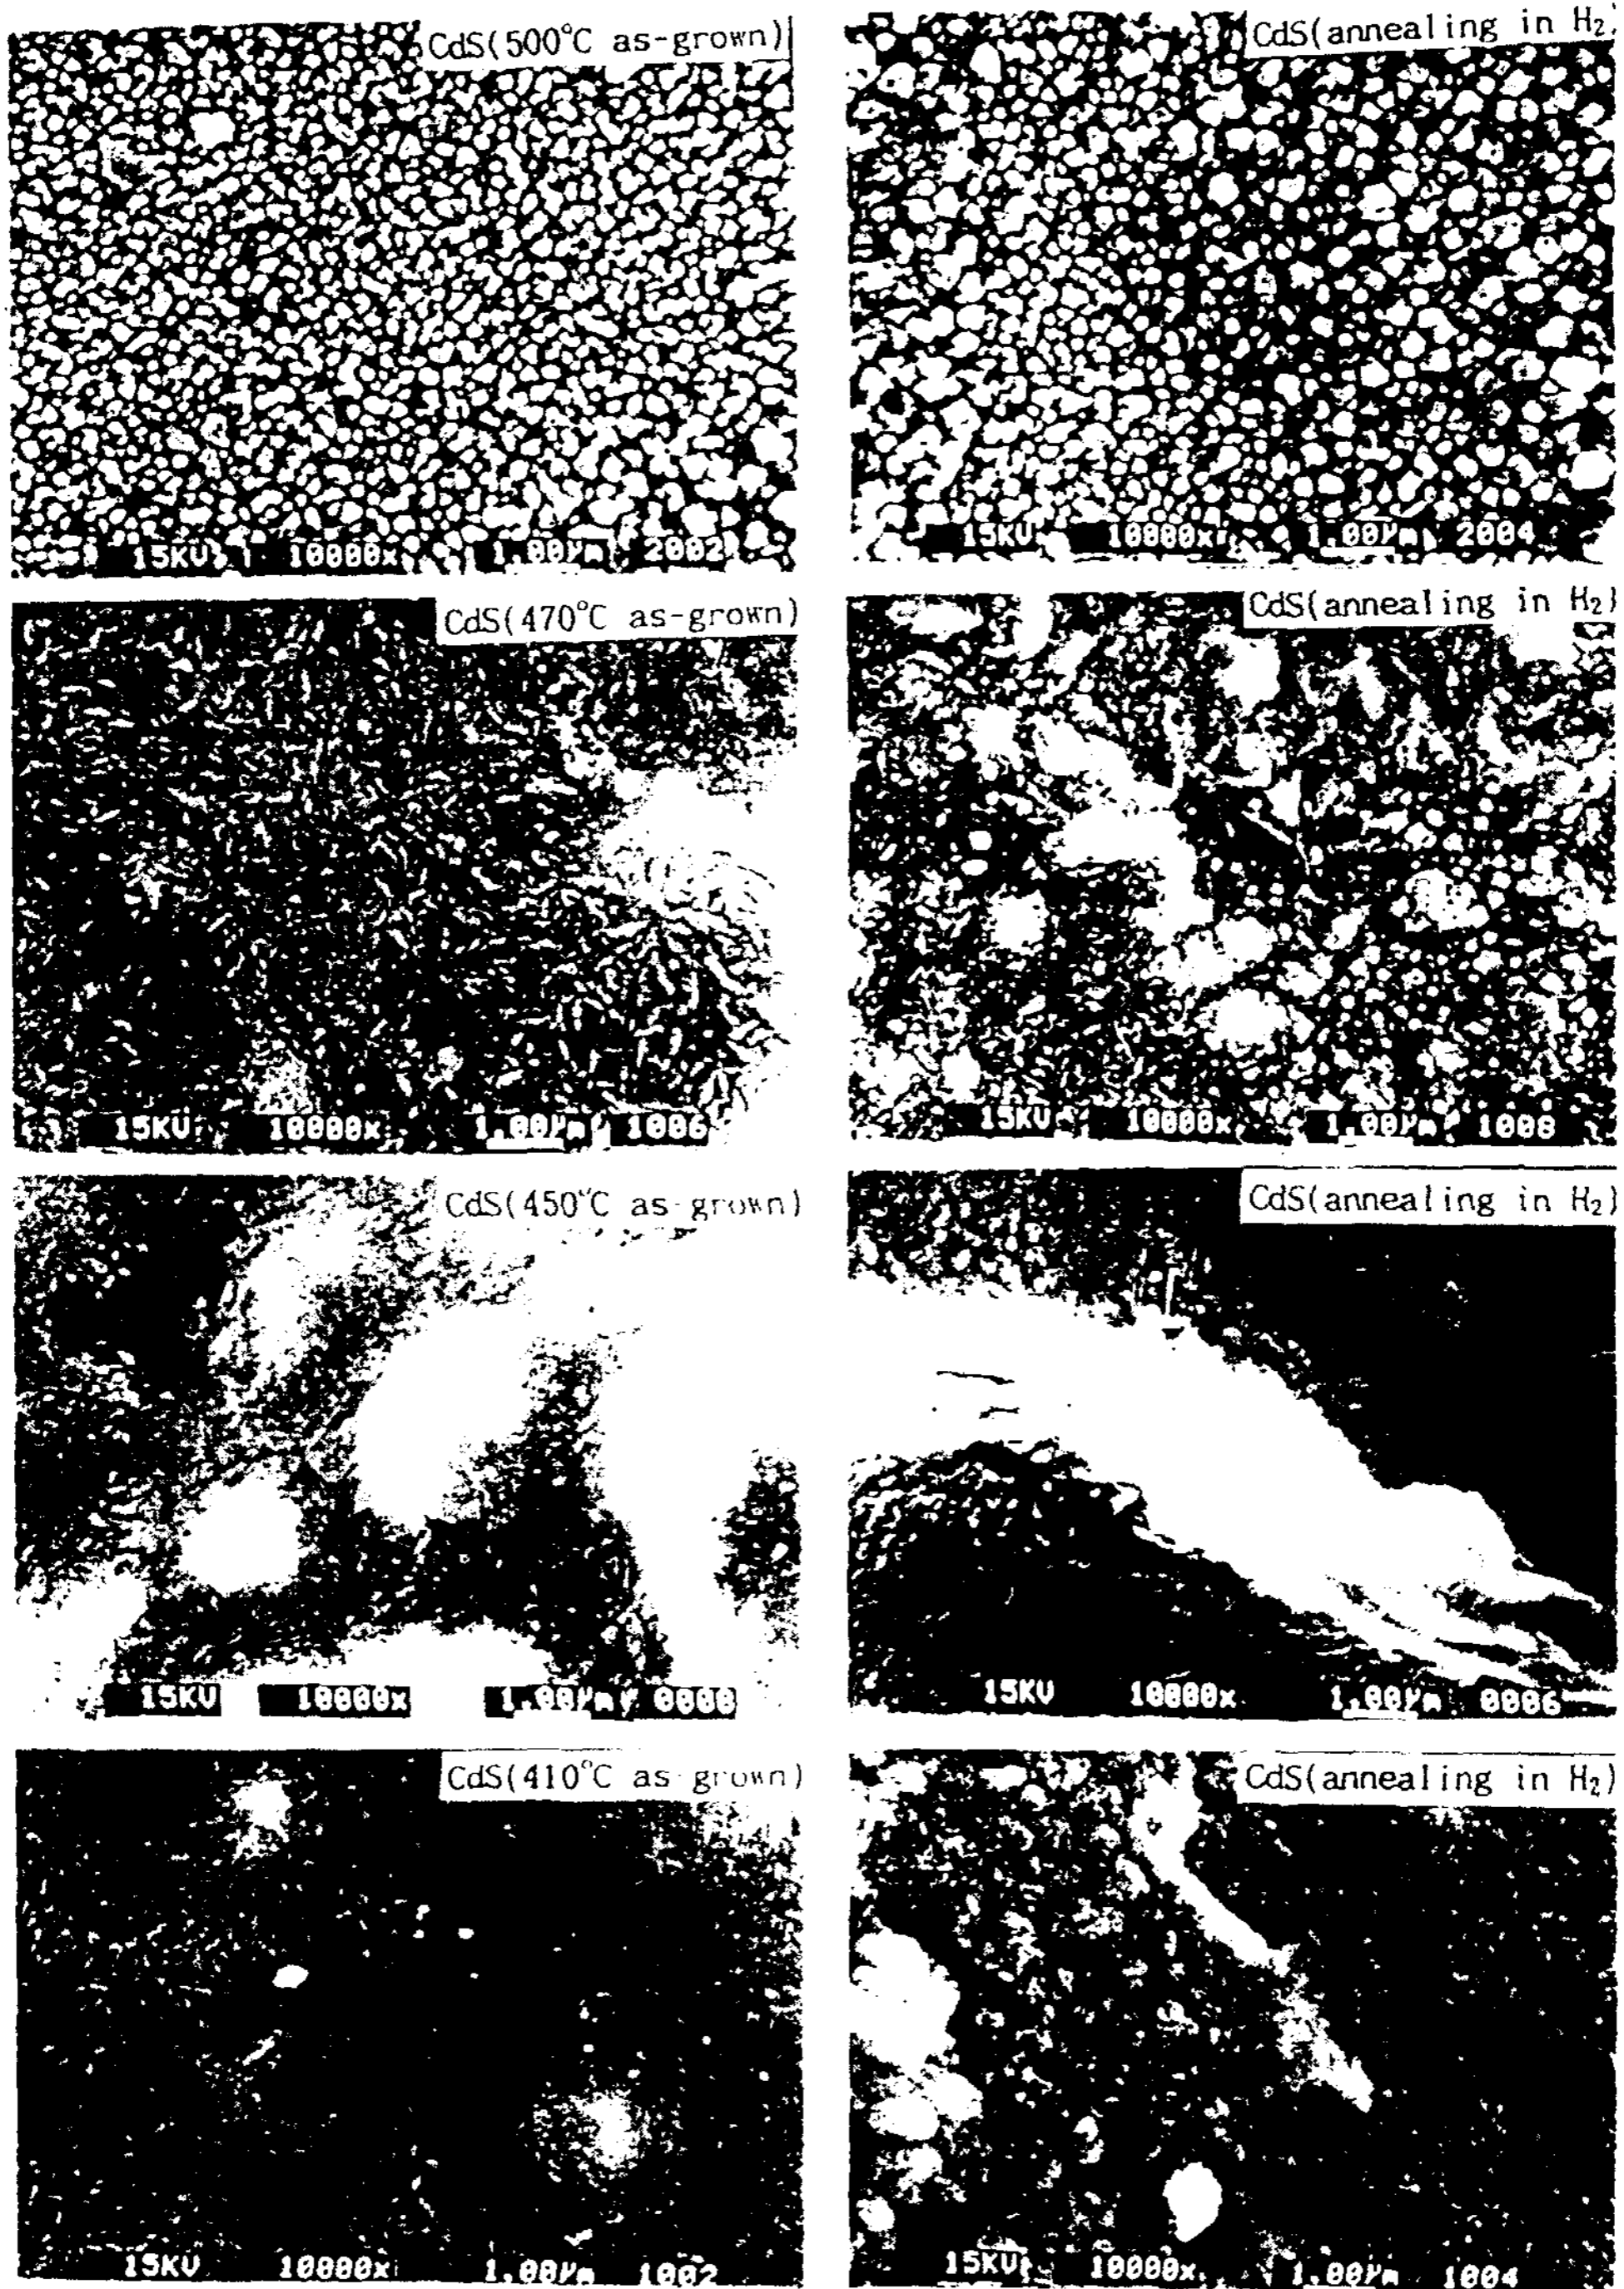 CdS(500°C as-grown)
CdS(annealing in H₂
15KV 10000x 1.00µm 2002
15KV 10000x 1.00µm 2004
CdS(470°C as-grown)
CdS(annealing in H₂)
15KV 10000x 1.00µm 1006
15KV 10000x 1.00µm 1008
CdS(450°C as-grown)
CdS(annealing in H₂)
15KV 10000x 1.00µm
15KV 10000x 1.00µm 0006
CdS(410°C as-grown)
CdS(annealing in H₂)
15KV 10000x 1.00µm 1002
15KV 10000x 1.00µm 1004